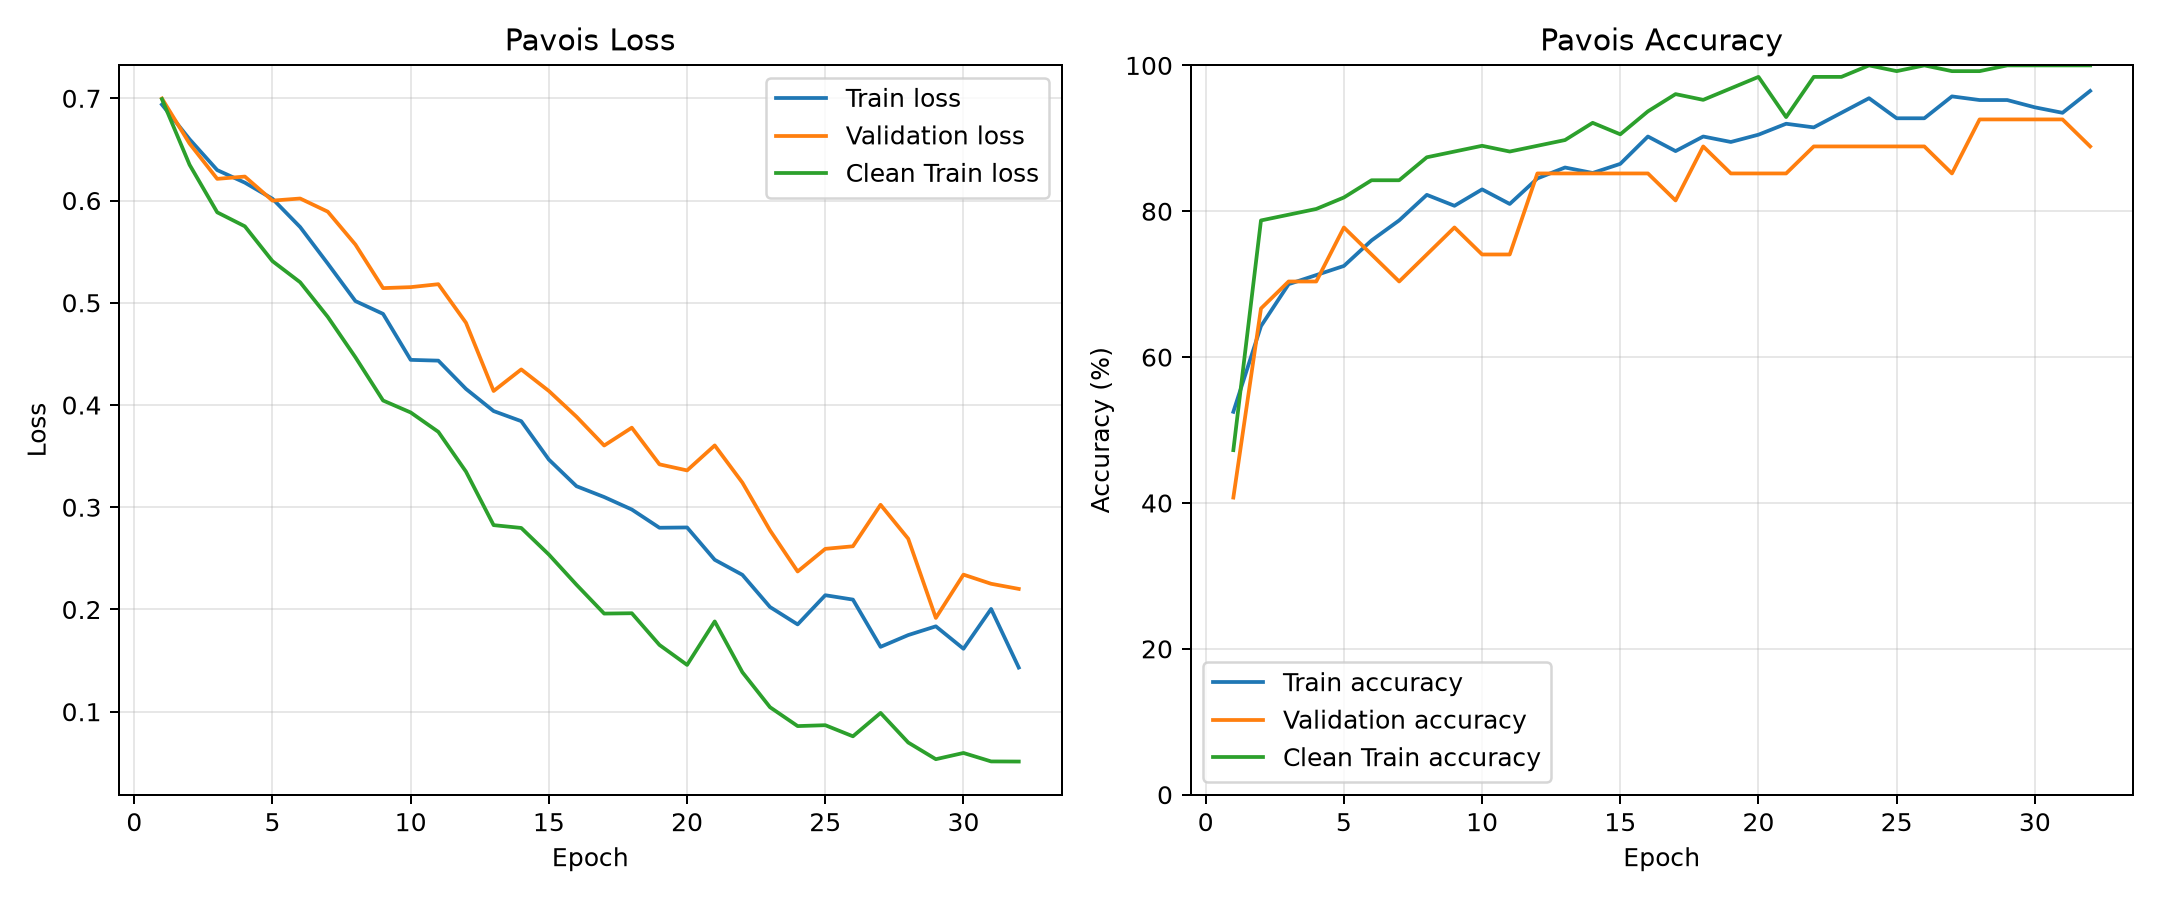 Pavois Loss
0.7
0.6
0.5
0.4
0.3
0.2
0.1
Loss
0 5 10 15 20 25 30
Epoch
Train loss
Validation loss
Clean Train loss
Pavois Accuracy
100
80
60
40
20
0
Accuracy (%)
0 5 10 15 20 25 30
Epoch
Train accuracy
Validation accuracy
Clean Train accuracy